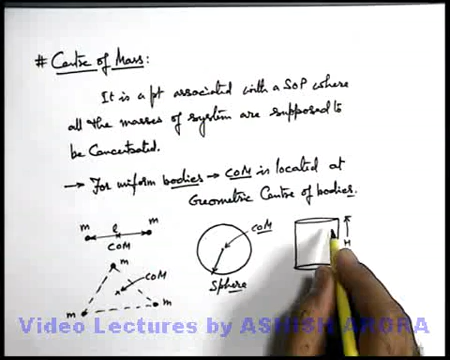 # Centre of Mass:
It is a pt associated with a SOP where
all the masses of system are supposed to
be Concentrated.
→ For uniform bodies → COM is located at
Geometric Centre of bodies.
m l m
COM
COM
m
COM
m m
Sphere
H
Video Lectures by ASHISH ARORA